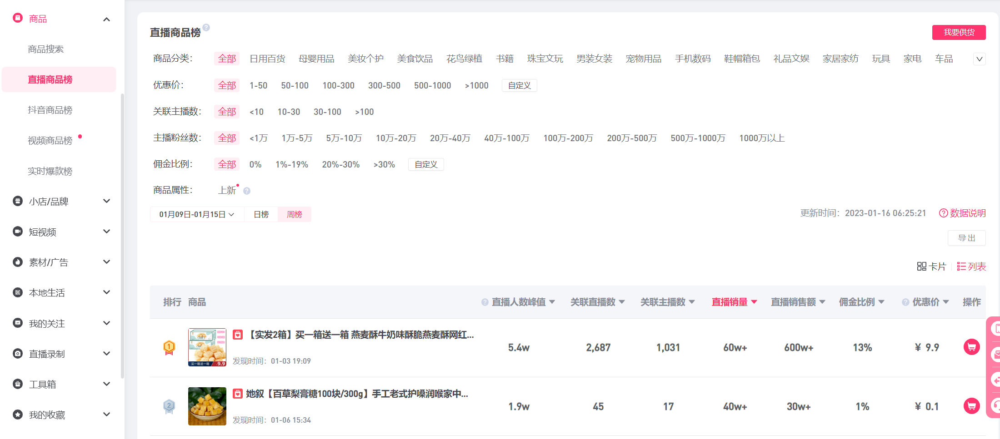 商品
商品搜索
直播商品榜
抖音商品榜
视频商品榜
实时爆款榜
小店/品牌
短视频
素材/广告
本地生活
我的关注
直播录制
工具箱
我的收藏
直播商品榜 ?
我要供货
商品分类： 全部 日用百货 母婴用品 美妆个护 美食饮品 花鸟绿植 书籍 珠宝文玩 男装女装 宠物用品 手机数码 鞋帽箱包 礼品文娱 家居家纺 玩具 家电 车品
优惠价： 全部 1-50 50-100 100-300 300-500 500-1000 >1000 自定义
关联主播数： 全部 <10 10-30 30-100 >100
主播粉丝数： 全部 <1万 1万-5万 5万-10万 10万-20万 20万-40万 40万-100万 100万-200万 200万-500万 500万-1000万 1000万以上
佣金比例： 全部 0% 1%-19% 20%-30% >30% 自定义
商品属性： 上新 ?
01月09日-01月15日 日榜 周榜
更新时间：2023-01-16 06:25:21 ? 数据说明
导出
卡片 列表
排行 商品 ? 直播人数峰值 关联直播数 关联主播数 直播销量 直播销售额 佣金比例 ? 优惠价 操作
1
买一箱送一箱 9.9
【实发2箱】买一箱送一箱 燕麦酥牛奶味酥脆燕麦酥网红...
发现时间：01-03 19:09
5.4w 2,687 1,031 60w+ 600w+ 13% ¥ 9.9
2
她叙【百草梨膏糖100块/300g】手工老式护嗓润喉家中...
发现时间：01-06 15:34
1.9w 45 17 40w+ 30w+ 1% ¥ 0.1